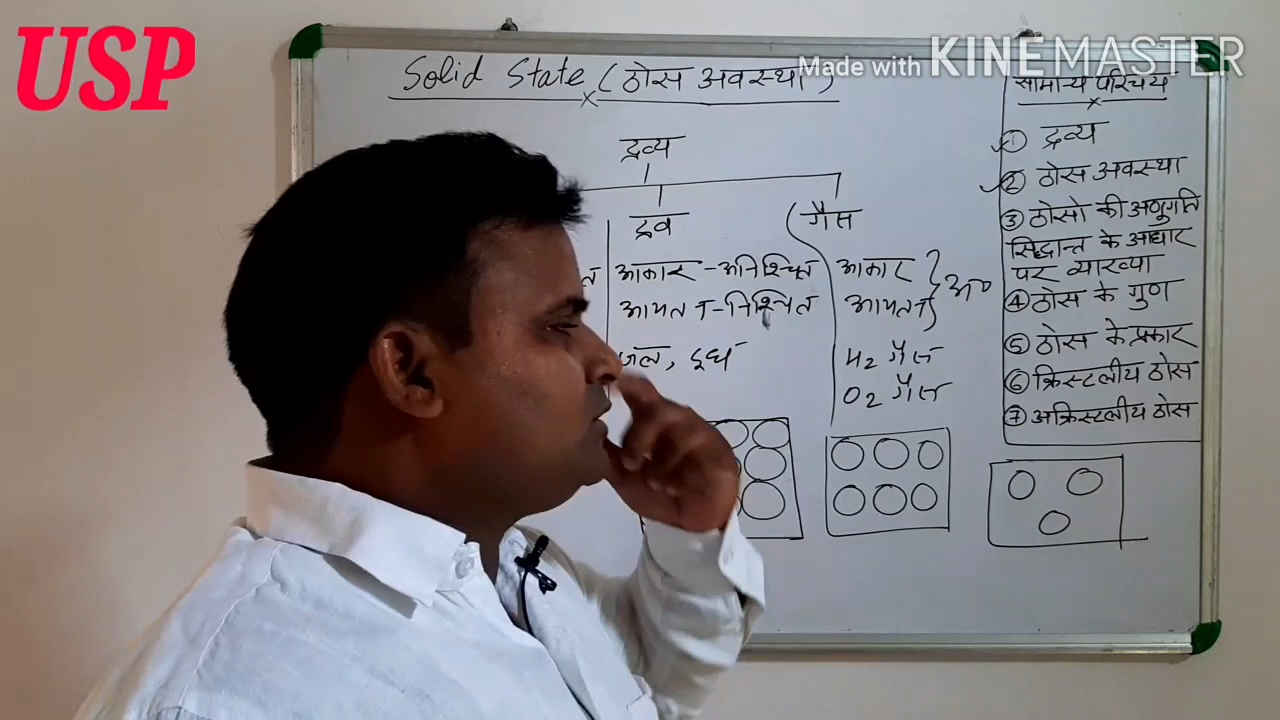 USP
Made with KINEMASTER
Solid State (ठोस अवस्था)
द्रव्य
द्रव
गैस
आकार - अनिश्चित
आयतन - निश्चित
जल, दूध
आकार
आयतन
अ०
H2 गैस
O2 गैस
सामान्य परिचय
① द्रव्य
② ठोस अवस्था
③ ठोसो की अणुगति
सिद्धान्त के आधार
पर व्याख्या
④ ठोस के गुण
⑤ ठोस के प्रकार
⑥ क्रिस्टलीय ठोस
⑦ अक्रिस्टलीय ठोस